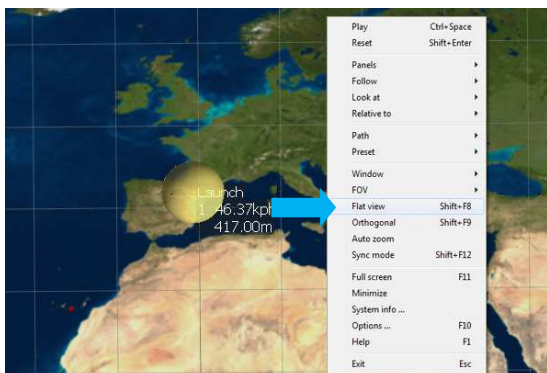 Play Ctrl+Space
Reset Shift+Enter
Panels
Follow
Look at
Relative to
Path
Preset
Window
FOV
Flat view Shift+F8
Orthogonal Shift+F9
Auto zoom
Sync mode Shift+F12
Full screen F11
Minimize
System info ...
Options ... F10
Help F1
Exit Esc
Launch
46.37kph
417.00m